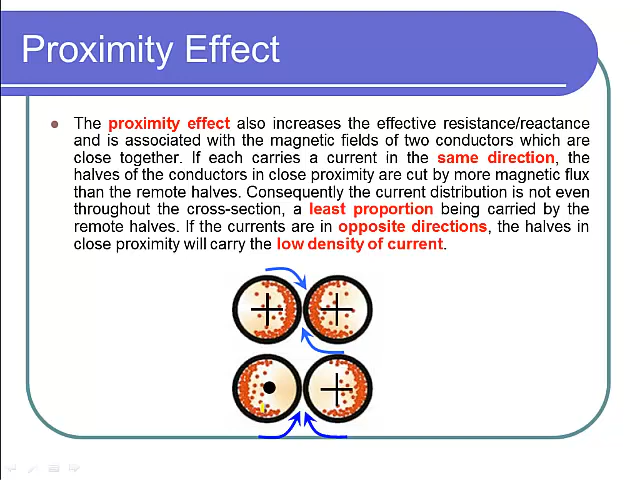 Proximity Effect
The proximity effect also increases the effective resistance/reactance
and is associated with the magnetic fields of two conductors which are
close together. If each carries a current in the same direction, the
halves of the conductors in close proximity are cut by more magnetic flux
than the remote halves. Consequently the current distribution is not even
throughout the cross-section, a least proportion being carried by the
remote halves. If the currents are in opposite directions, the halves in
close proximity will carry the low density of current.